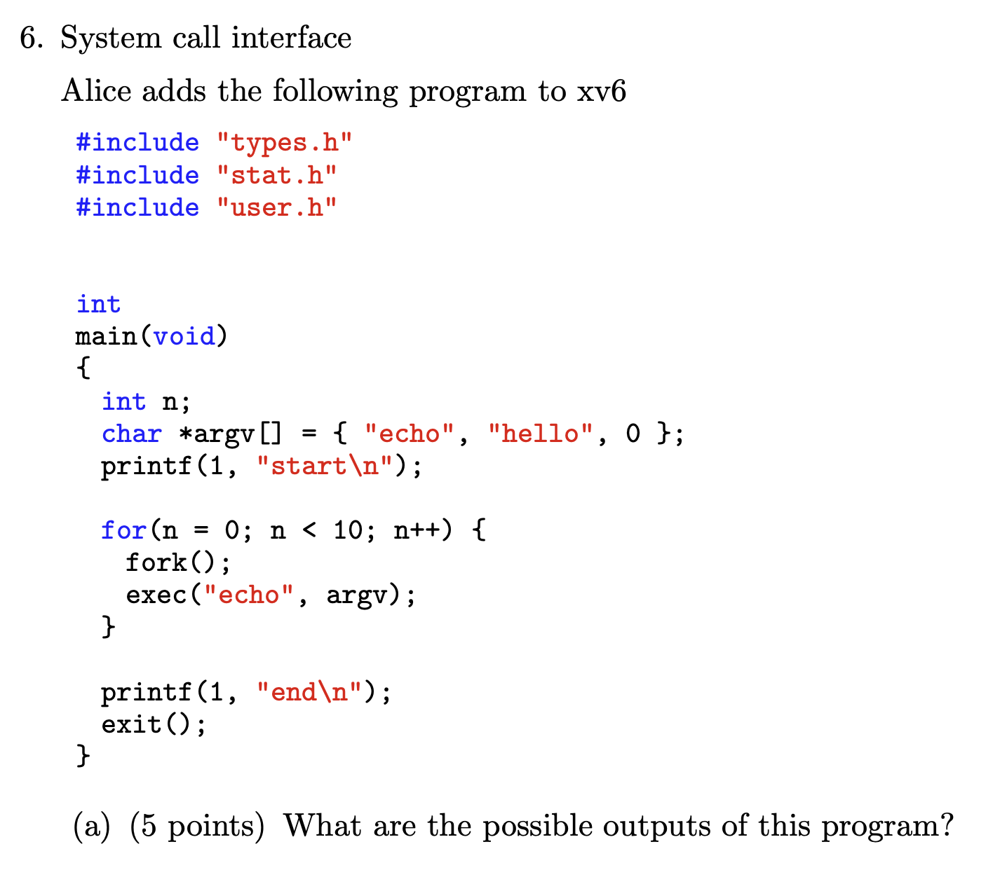 6. System call interface
Alice adds the following program to xv6
#include "types.h"
#include "stat.h"
#include "user.h"
int
main(void)
{
int n;
char *argv[] = { "echo", "hello", 0 };
printf(1, "start\n");
for(n = 0; n < 10; n++) {
fork();
exec("echo", argv);
}
printf(1, "end\n");
exit();
}
(a) (5 points) What are the possible outputs of this program?